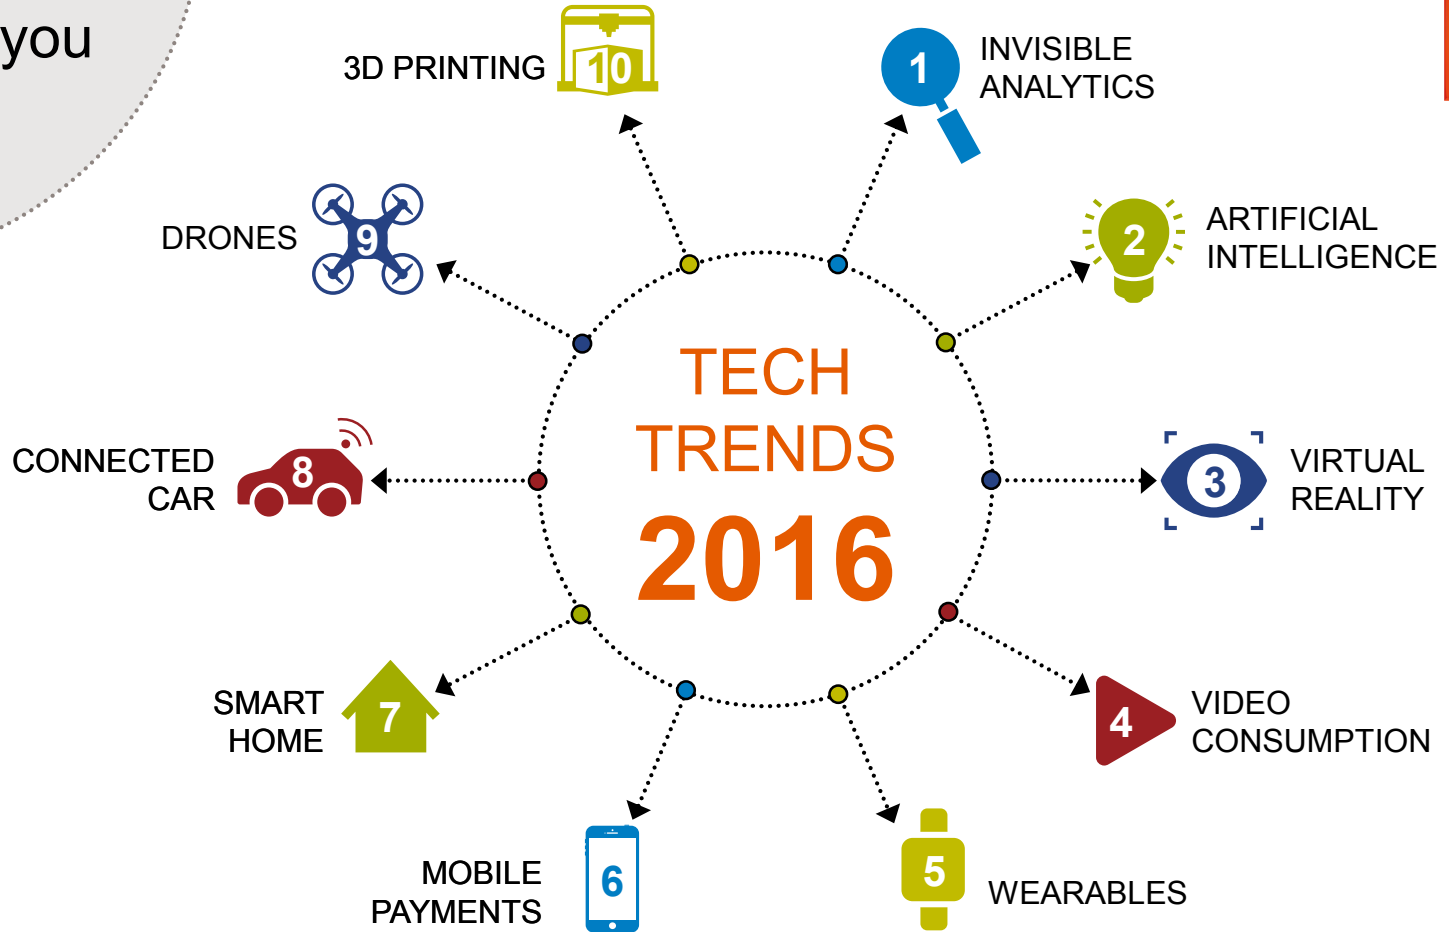 you
TECH
TRENDS
2016
1
INVISIBLE
ANALYTICS
2
ARTIFICIAL
INTELLIGENCE
3
VIRTUAL
REALITY
4
VIDEO
CONSUMPTION
5
WEARABLES
6
MOBILE
PAYMENTS
7
SMART
HOME
8
CONNECTED
CAR
9
DRONES
10
3D PRINTING